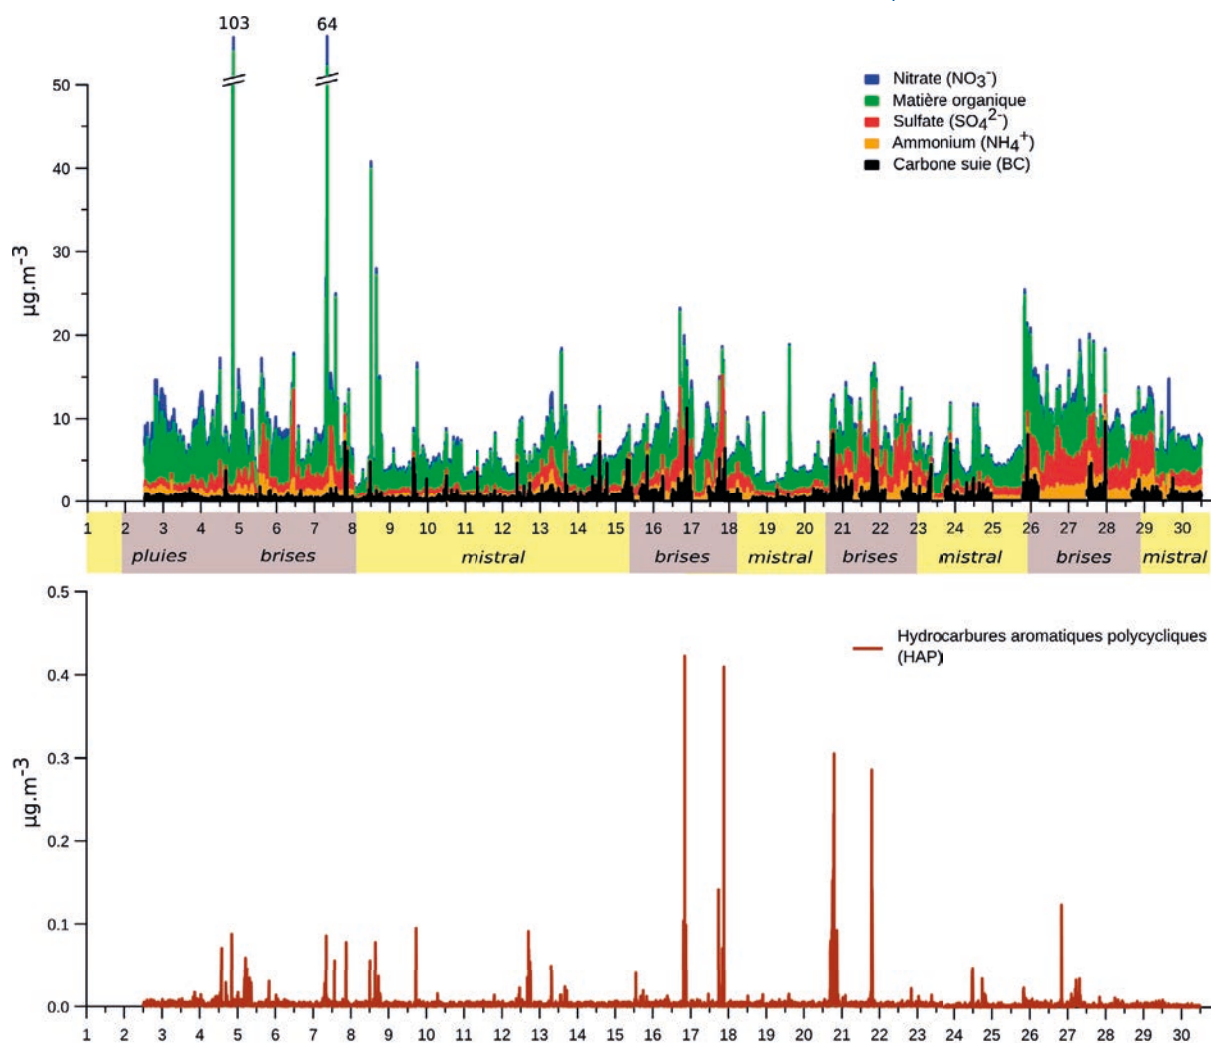 103 64
50
40
30
20
10
0
µg.m-3
Nitrate (NO3-)
Matière organique
Sulfate (SO42-)
Ammonium (NH4+)
Carbone suie (BC)
1 2 3 4 5 6 7 8 9 10 11 12 13 14 15 16 17 18 19 20 21 22 23 24 25 26 27 28 29 30
pluies brises mistral brises mistral brises mistral brises mistral
0.5
0.4
0.3
0.2
0.1
0.0
µg.m-3
Hydrocarbures aromatiques polycycliques
(HAP)
1 2 3 4 5 6 7 8 9 10 11 12 13 14 15 16 17 18 19 20 21 22 23 24 25 26 27 28 29 30